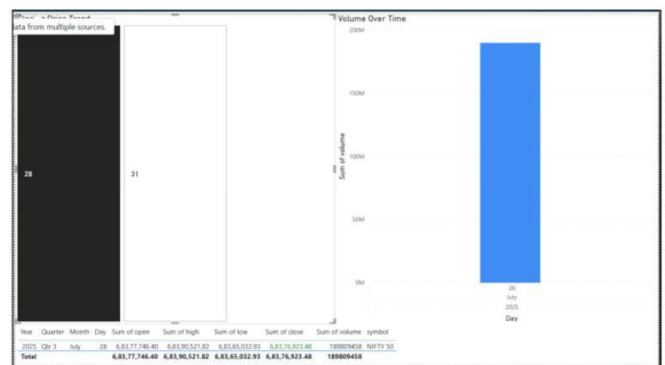 Price Trend
data from multiple sources.
28
31
Volume Over Time
200M
150M
100M
50M
0M
Sum of volume
28
July
2025
Day
Year Quarter Month Day Sum of open Sum of high Sum of low Sum of close Sum of volume symbol
2025 Qtr 3 July 28 6,83,77,746.40 6,83,90,521.82 6,83,65,032.93 6,83,76,923.48 189809458 NIFTY 50
Total 6,83,77,746.40 6,83,90,521.82 6,83,65,032.93 6,83,76,923.48 189809458